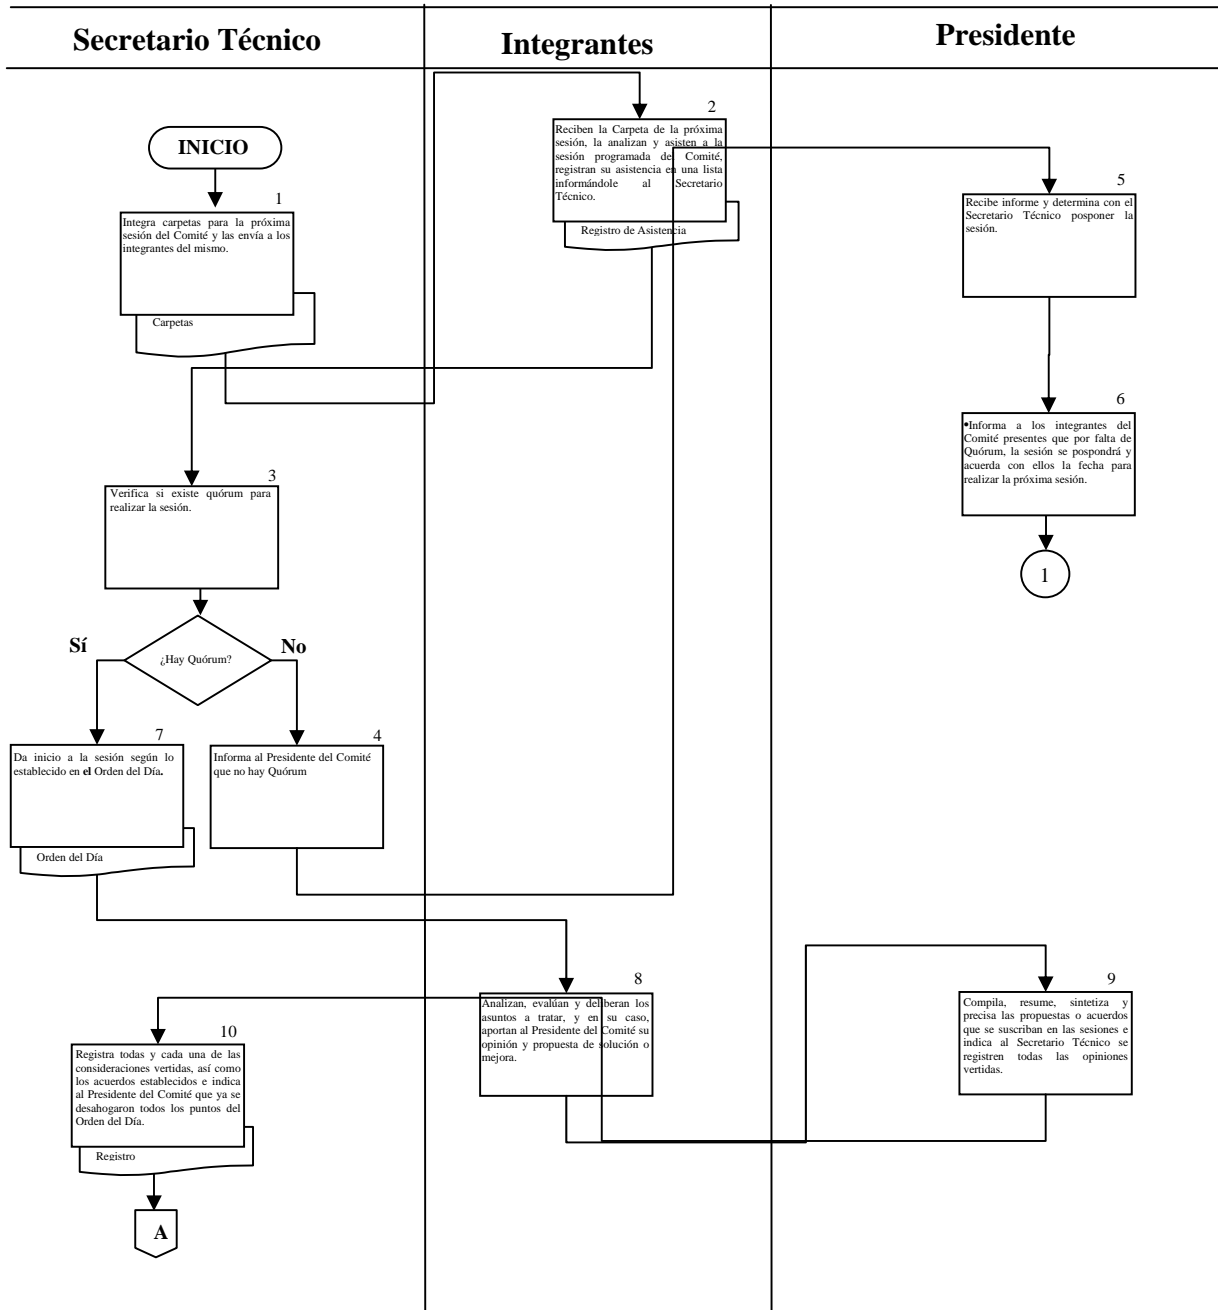 Secretario Técnico
Integrantes
Presidente
INICIO
1
Integra carpetas para la próxima
sesión del Comité y las envía a los
integrantes del mismo.
Carpetas
2
Reciben la Carpeta de la próxima
sesión, la analizan y asisten a la
sesión programada del Comité,
registran su asistencia en una lista
informándole al Secretario
Técnico.
Registro de Asistencia
3
Verifica si existe quórum para
realizar la sesión.
¿Hay Quórum?
Sí
No
4
Informa al Presidente del Comité
que no hay Quórum
5
Recibe informe y determina con el
Secretario Técnico posponer la
sesión.
6
•Informa a los integrantes del
Comité presentes que por falta de
Quórum, la sesión se pospondrá y
acuerda con ellos la fecha para
realizar la próxima sesión.
1
7
Da inicio a la sesión según lo
establecido en el Orden del Día.
Orden del Día
8
Analizan, evalúan y deliberan los
asuntos a tratar, y en su caso,
aportan al Presidente del Comité su
opinión y propuesta de solución o
mejora.
9
Compila, resume, sintetiza y
precisa las propuestas o acuerdos
que se suscriban en las sesiones e
indica al Secretario Técnico se
registren todas las opiniones
vertidas.
10
Registra todas y cada una de las
consideraciones vertidas, así como
los acuerdos establecidos e indica
al Presidente del Comité que ya se
desahogaron todos los puntos del
Orden del Día.
Registro
A